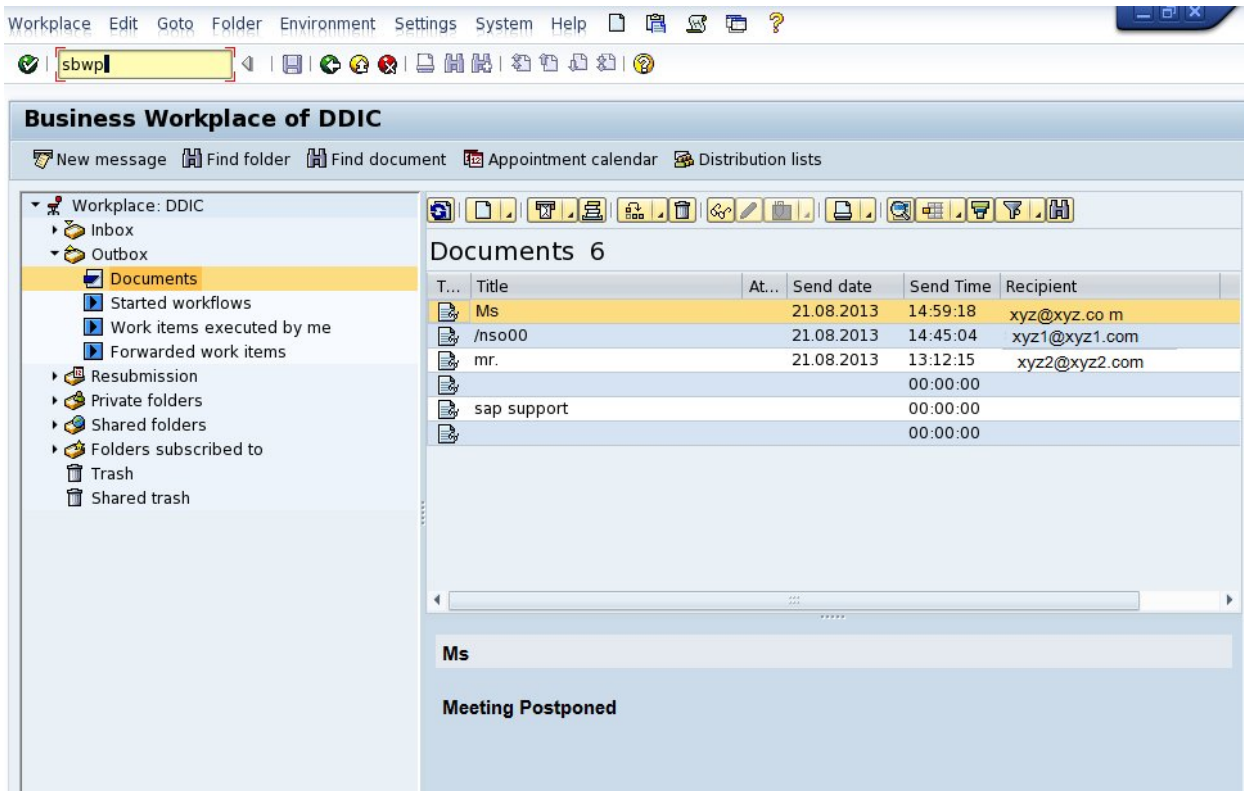 Workplace Edit Goto Folder Environment Settings System Help
sbwp
Business Workplace of DDIC
New message Find folder Find document Appointment calendar Distribution lists
Workplace: DDIC
Inbox
Outbox
Documents
Started workflows
Work items executed by me
Forwarded work items
Resubmission
Private folders
Shared folders
Folders subscribed to
Trash
Shared trash
Documents 6
T... Title At... Send date Send Time Recipient
Ms 21.08.2013 14:59:18 xyz@xyz.co m
/nso00 21.08.2013 14:45:04 xyz1@xyz1.com
mr. 21.08.2013 13:12:15 xyz2@xyz2.com
00:00:00
sap support 00:00:00
00:00:00
Ms
Meeting Postponed